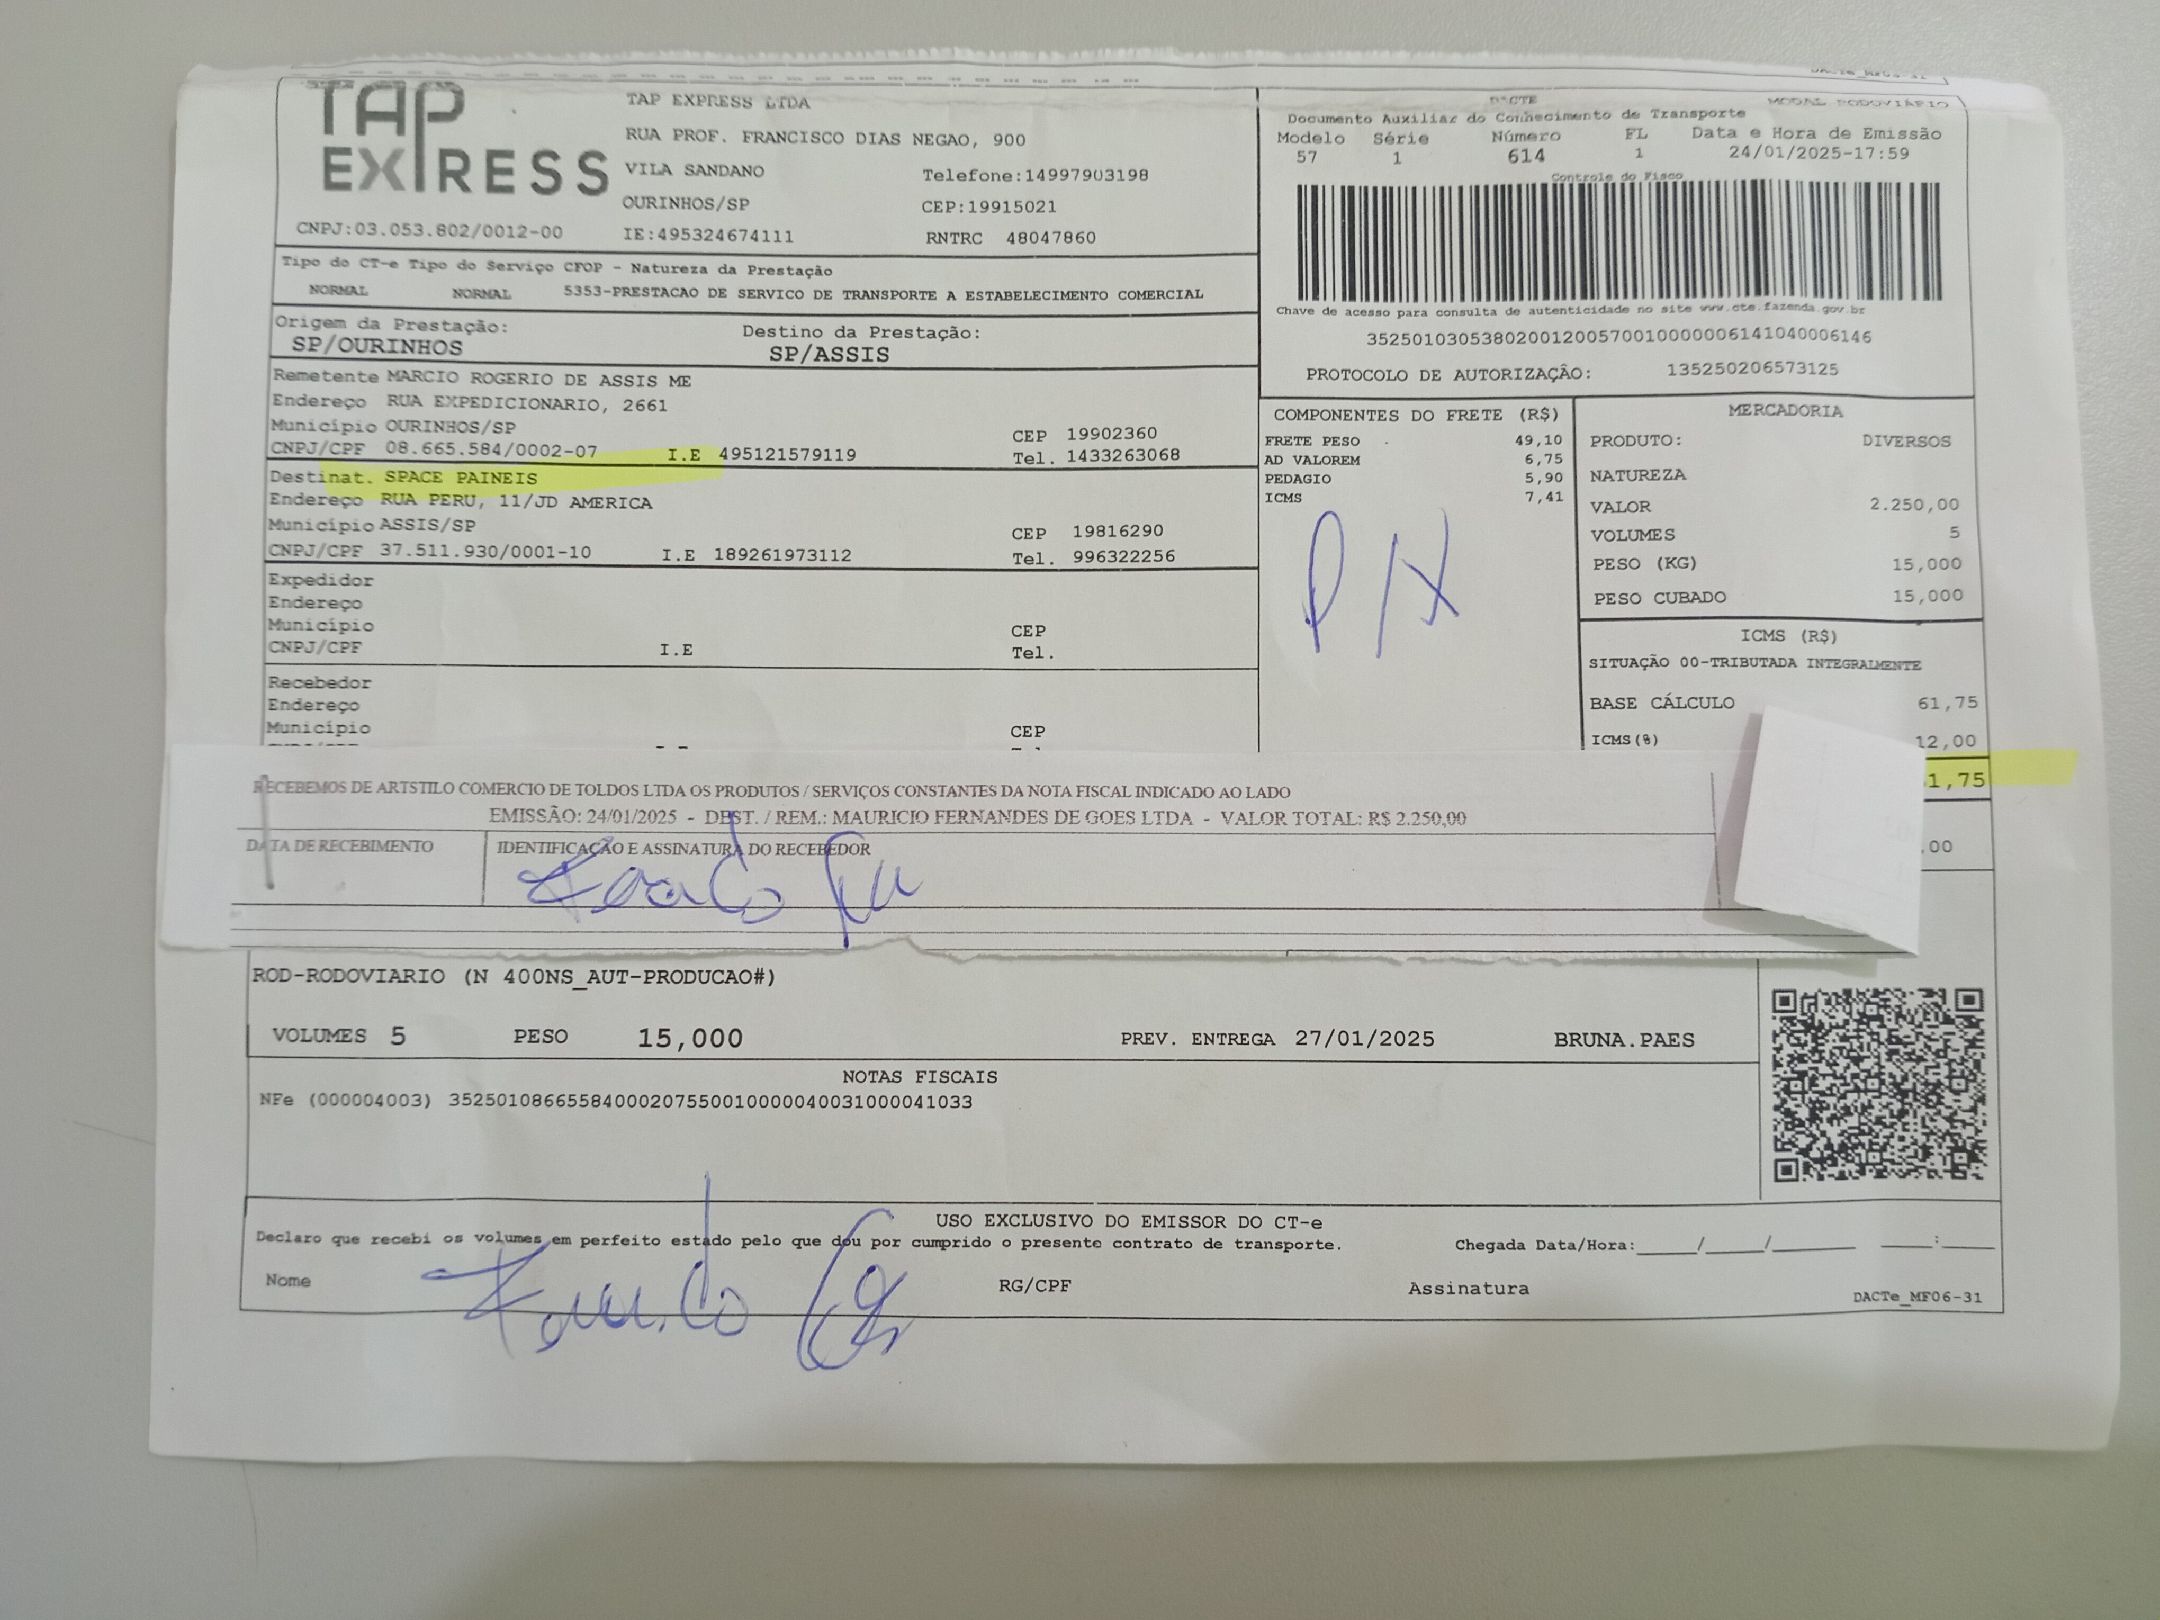 DACTe_MF06-31
TAP
EXPRESS
TAP EXPRESS LTDA
RUA PROF. FRANCISCO DIAS NEGAO, 900
VILA SANDANO Telefone:14997903198
OURINHOS/SP CEP:19915021
CNPJ:03.053.802/0012-00 IE:495324674111 RNTRC 48047860
DACTE MODAL RODOVIÁRIO
Documento Auxiliar do Conhecimento de Transporte
Modelo Série Número FL Data e Hora de Emissão
57 1 614 1 24/01/2025-17:59
Controle do Fisco
Chave de acesso para consulta de autenticidade no site www.cte.fazenda.gov.br
35250103053802001200570010000006141040006146
PROTOCOLO DE AUTORIZAÇÃO: 135250206573125
Tipo do CT-e Tipo do Serviço CFOP - Natureza da Prestação
NORMAL NORMAL 5353-PRESTACAO DE SERVICO DE TRANSPORTE A ESTABELECIMENTO COMERCIAL
Origem da Prestação: Destino da Prestação:
SP/OURINHOS SP/ASSIS
Remetente MARCIO ROGERIO DE ASSIS ME
Endereço RUA EXPEDICIONARIO, 2661
Município OURINHOS/SP CEP 19902360
CNPJ/CPF 08.665.584/0002-07 I.E 495121579119 Tel. 1433263068
Destinat. SPACE PAINEIS
Endereço RUA PERU, 11/JD AMERICA
Município ASSIS/SP CEP 19816290
CNPJ/CPF 37.511.930/0001-10 I.E 189261973112 Tel. 996322256
Expedidor
Endereço
Município CEP
CNPJ/CPF I.E Tel.
Recebedor
Endereço
Município CEP
COMPONENTES DO FRETE (R$)
FRETE PESO 49,10
AD VALOREM 6,75
PEDAGIO 5,90
ICMS 7,41
PIX
MERCADORIA
PRODUTO: DIVERSOS
NATUREZA
VALOR 2.250,00
VOLUMES 5
PESO (KG) 15,000
PESO CUBADO 15,000
ICMS (R$)
SITUAÇÃO 00-TRIBUTADA INTEGRALMENTE
BASE CÁLCULO 61,75
ICMS(%) 12,00
1,75
,00
RECEBEMOS DE ARTSTILO COMERCIO DE TOLDOS LTDA OS PRODUTOS / SERVIÇOS CONSTANTES DA NOTA FISCAL INDICADO AO LADO
EMISSÃO: 24/01/2025 - DEST. / REM.: MAURICIO FERNANDES DE GOES LTDA - VALOR TOTAL: R$ 2.250,00
DATA DE RECEBIMENTO IDENTIFICAÇÃO E ASSINATURA DO RECEBEDOR
ROD-RODOVIARIO (N 400NS_AUT-PRODUCAO#)
VOLUMES 5 PESO 15,000 PREV. ENTREGA 27/01/2025 BRUNA.PAES
NOTAS FISCAIS
NFe (000004003) 35250108665584000207550010000040031000041033
USO EXCLUSIVO DO EMISSOR DO CT-e
Declaro que recebi os volumes em perfeito estado pelo que dou por cumprido o presente contrato de transporte. Chegada Data/Hora:____/____/______ ____:____
Nome RG/CPF Assinatura
DACTe_MF06-31